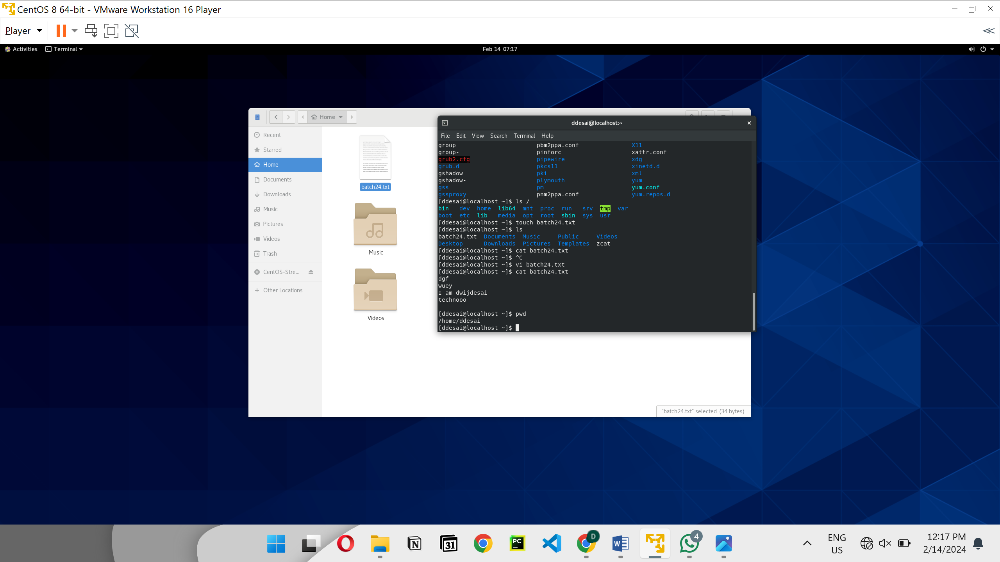 CentOS 8 64-bit - VMware Workstation 16 Player
Player
Activities Terminal Feb 14 07:17
Home
Recent
Starred
Home
Documents
Downloads
Music
Pictures
Videos
Trash
CentOS-Stre...
Other Locations
batch24.txt
Music
Videos
"batch24.txt" selected (34 bytes)
ddesai@localhost:~
File Edit View Search Terminal Help
group pbm2ppa.conf X11
group- pinforc xattr.conf
grub2.cfg pipewire xdg
grub.d pkcs11 xinetd.d
gshadow pki xml
gshadow- plymouth yum
gss pm yum.conf
gssproxy pnm2ppa.conf yum.repos.d
[ddesai@localhost ~]$ ls /
bin dev home lib64 mnt proc run srv tmp var
boot etc lib media opt root sbin sys usr
[ddesai@localhost ~]$ touch batch24.txt
[ddesai@localhost ~]$ ls
batch24.txt Documents Music Public Videos
Desktop Downloads Pictures Templates zcat
[ddesai@localhost ~]$ cat batch24.txt
[ddesai@localhost ~]$ ^C
[ddesai@localhost ~]$ vi batch24.txt
[ddesai@localhost ~]$ cat batch24.txt
dgf
wuey
I am dwijdesai
technooo
[ddesai@localhost ~]$ pwd
/home/ddesai
[ddesai@localhost ~]$
N
31
PC
D
W
4
ENG
US
12:17 PM
2/14/2024